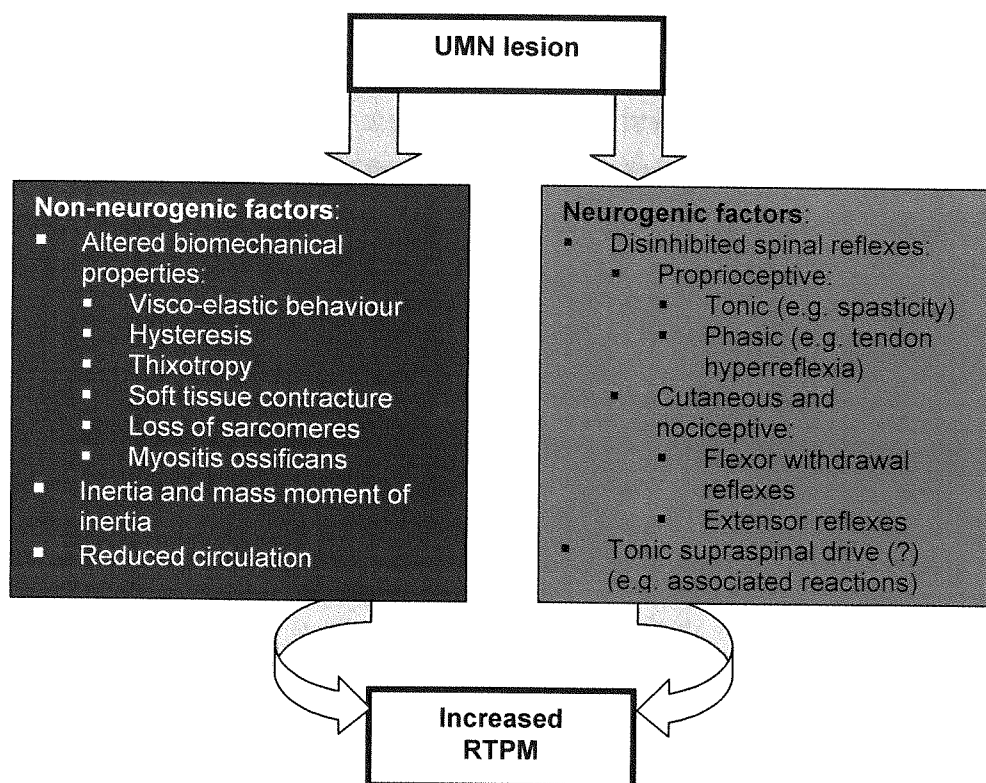 UMN lesion
Non-neurogenic factors:
▪ Altered biomechanical
properties:
▪ Visco-elastic behaviour
▪ Hysteresis
▪ Thixotropy
▪ Soft tissue contracture
▪ Loss of sarcomeres
▪ Myositis ossificans
▪ Inertia and mass moment of
inertia
▪ Reduced circulation
Neurogenic factors:
▪ Disinhibited spinal reflexes:
▪ Proprioceptive:
▪ Tonic (e.g. spasticity)
▪ Phasic (e.g. tendon
hyperreflexia)
▪ Cutaneous and
nociceptive:
▪ Flexor withdrawal
reflexes
▪ Extensor reflexes
▪ Tonic supraspinal drive (?)
(e.g. associated reactions)
Increased
RTPM